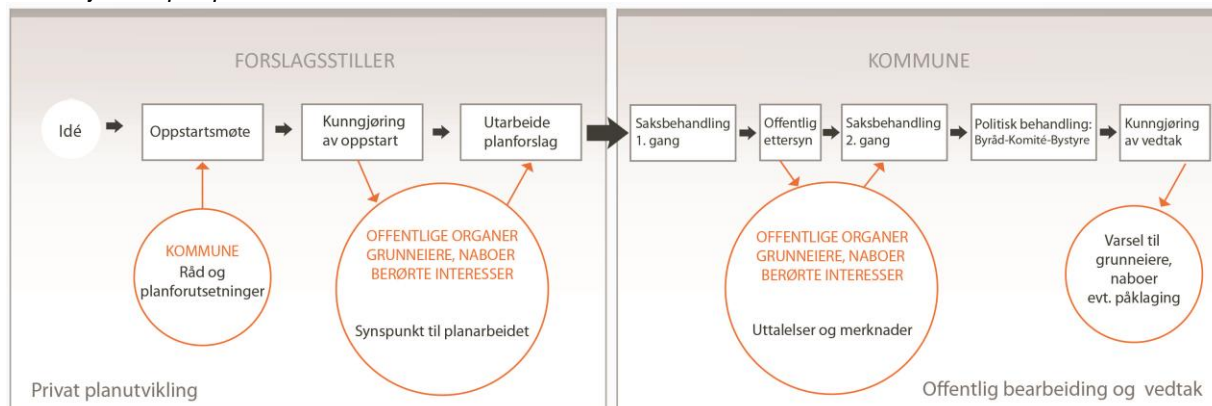 FORSLAGSSTILLER
Idé
Oppstartsmøte
Kunngjøring
av oppstart
Utarbeide
planforslag
KOMMUNE
Råd og
planforutsetninger
OFFENTLIGE ORGANER
GRUNNEIERE, NABOER
BERØRTE INTERESSER
Synspunkt til planarbeidet
Privat planutvikling
KOMMUNE
Saksbehandling
1. gang
Offentlig
ettersyn
Saksbehandling
2. gang
Politisk behandling:
Byråd-Komité-Bystyre
Kunngjøring
av vedtak
OFFENTLIGE ORGANER
GRUNNEIERE, NABOER
BERØRTE INTERESSER
Uttalelser og merknader
Varsel til
grunneiere,
naboer
evt. påklaging
Offentlig bearbeiding og vedtak